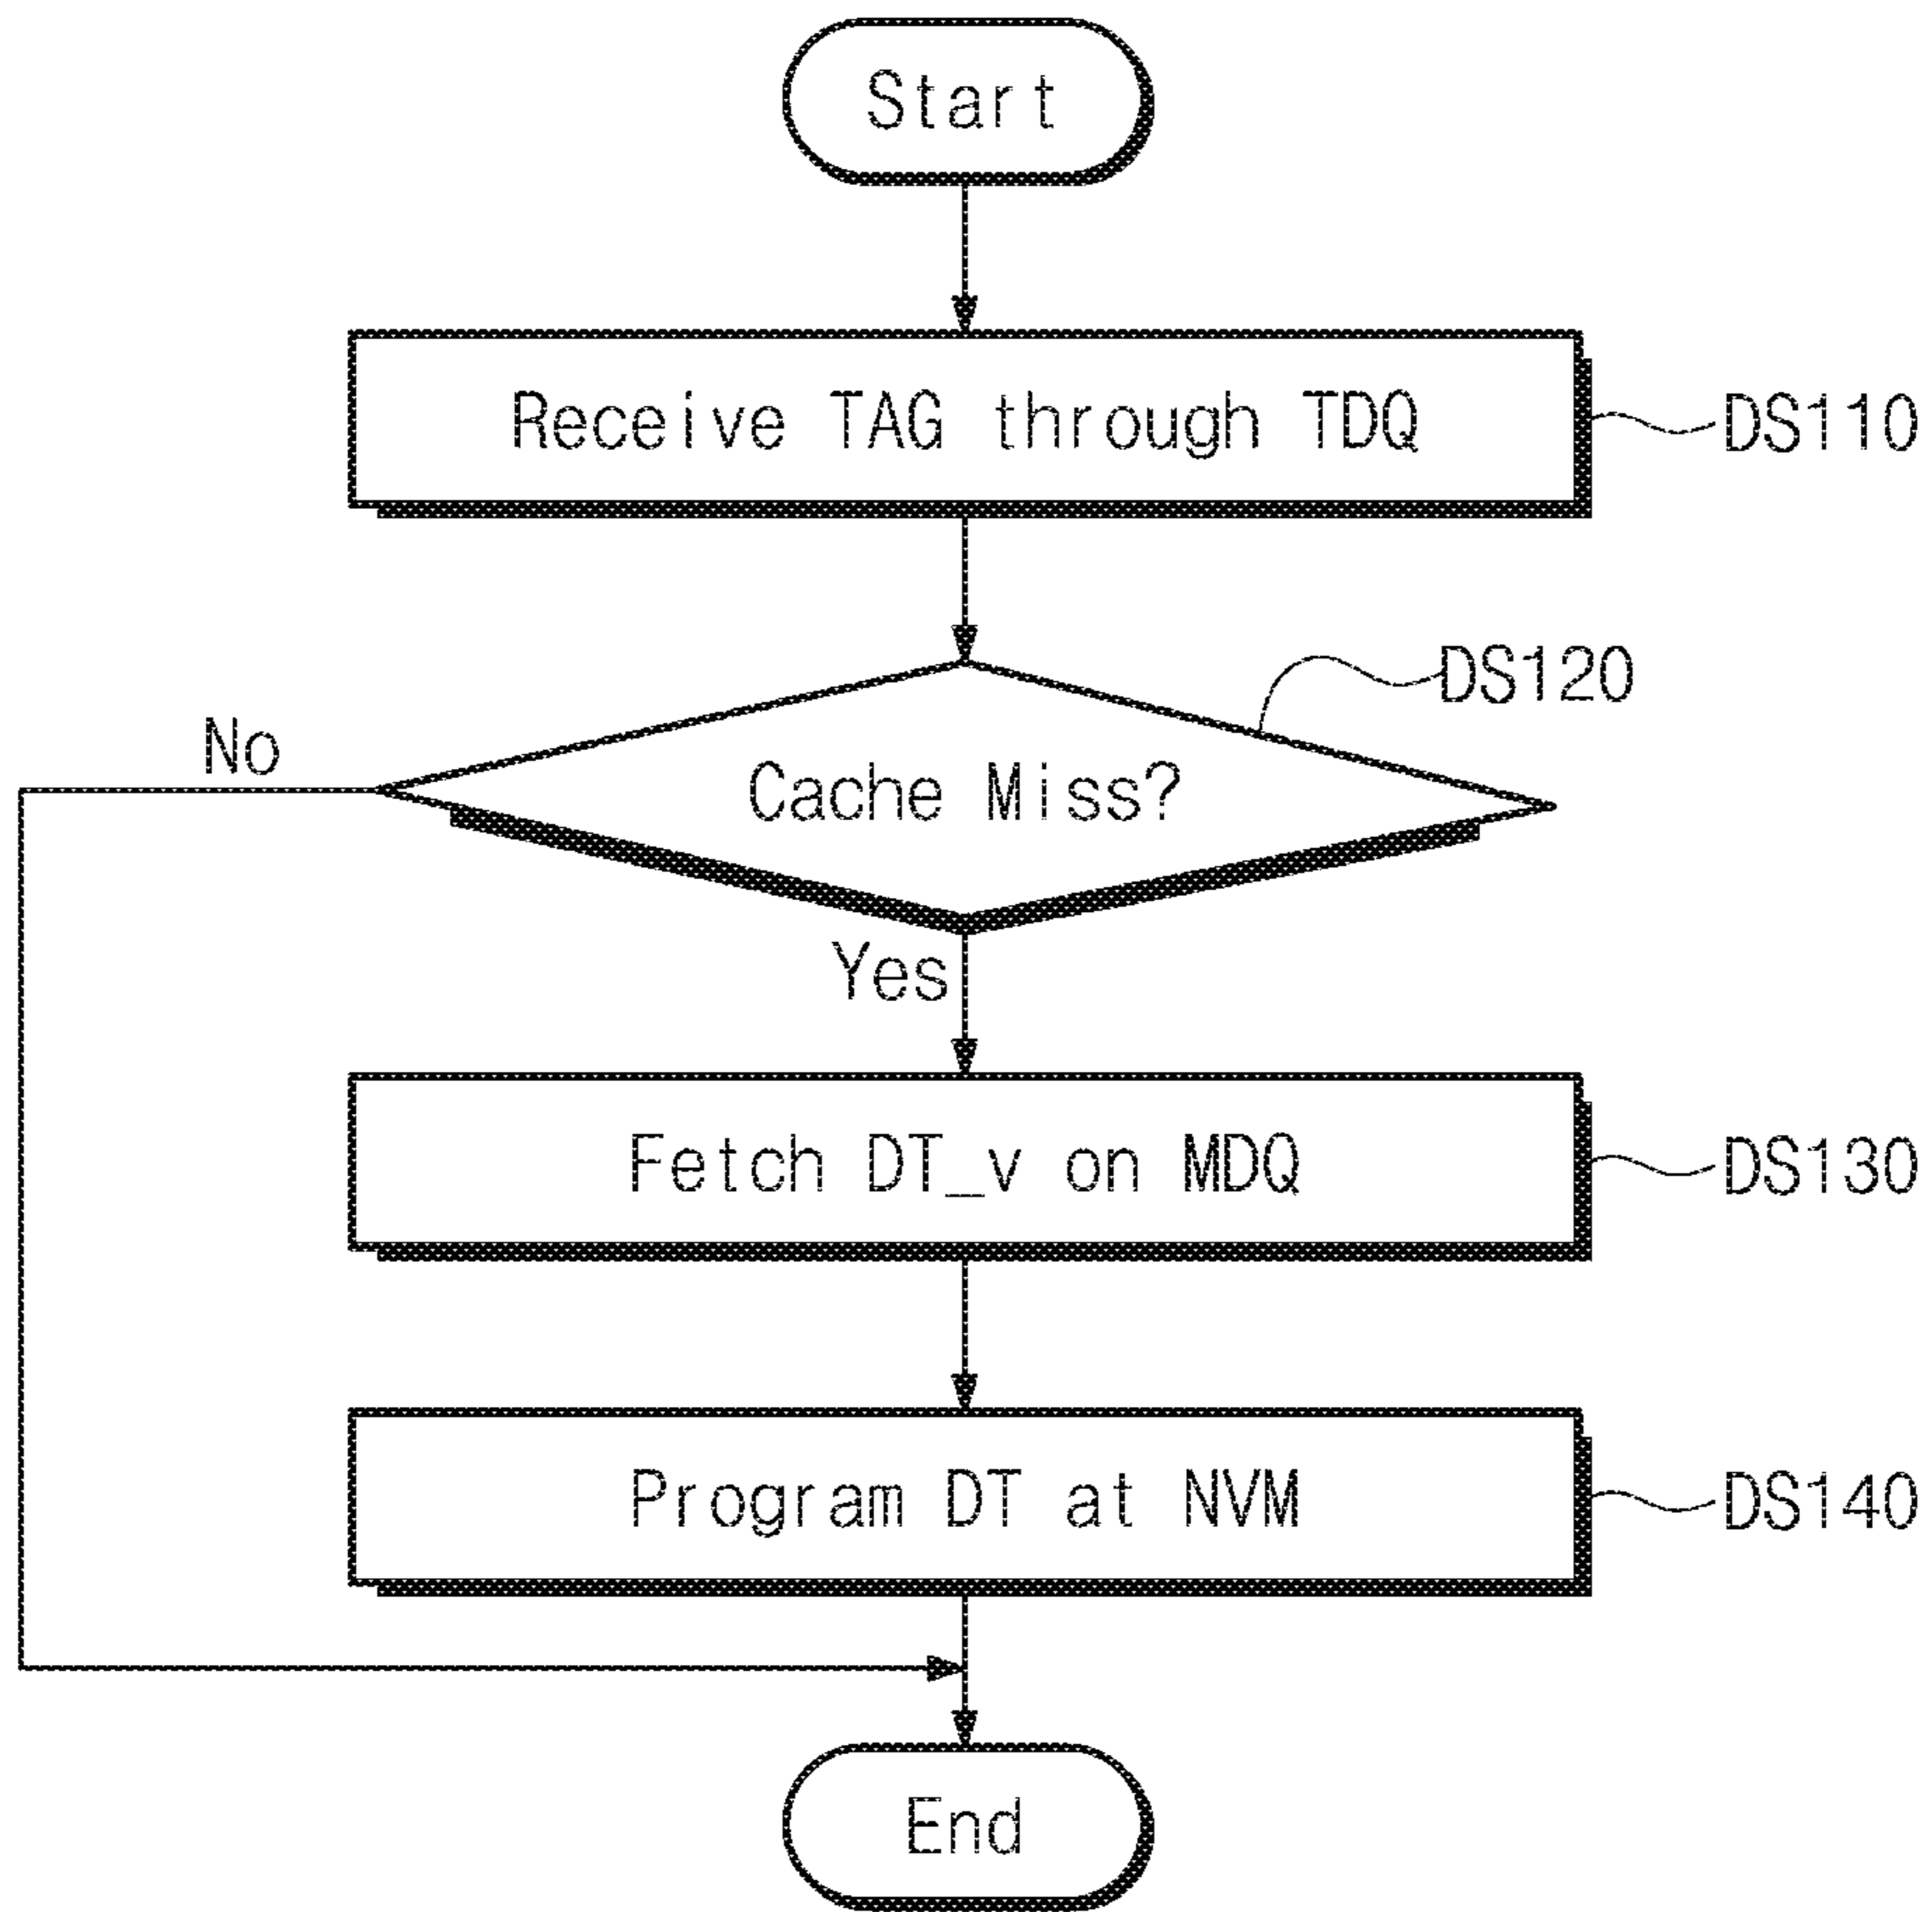 Start
Receive TAG through TDQ
DS110
DS120
No
Cache Miss?
Yes
Fetch DT_v on MDQ
DS130
Program DT at NVM
DS140
End